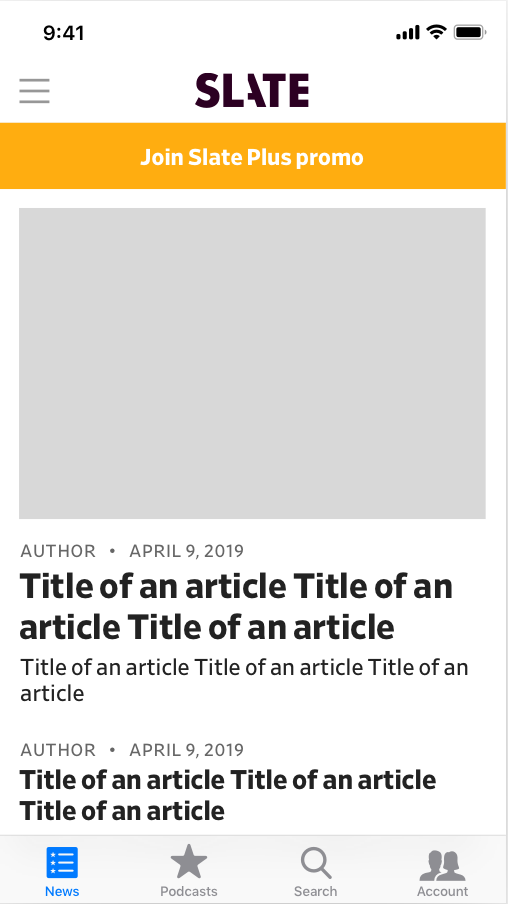 9:41
SLATE
Join Slate Plus promo
AUTHOR • APRIL 9, 2019
Title of an article Title of an
article Title of an article
Title of an article Title of an article Title of an
article
AUTHOR • APRIL 9, 2019
Title of an article Title of an article
Title of an article
News Podcasts Search Account